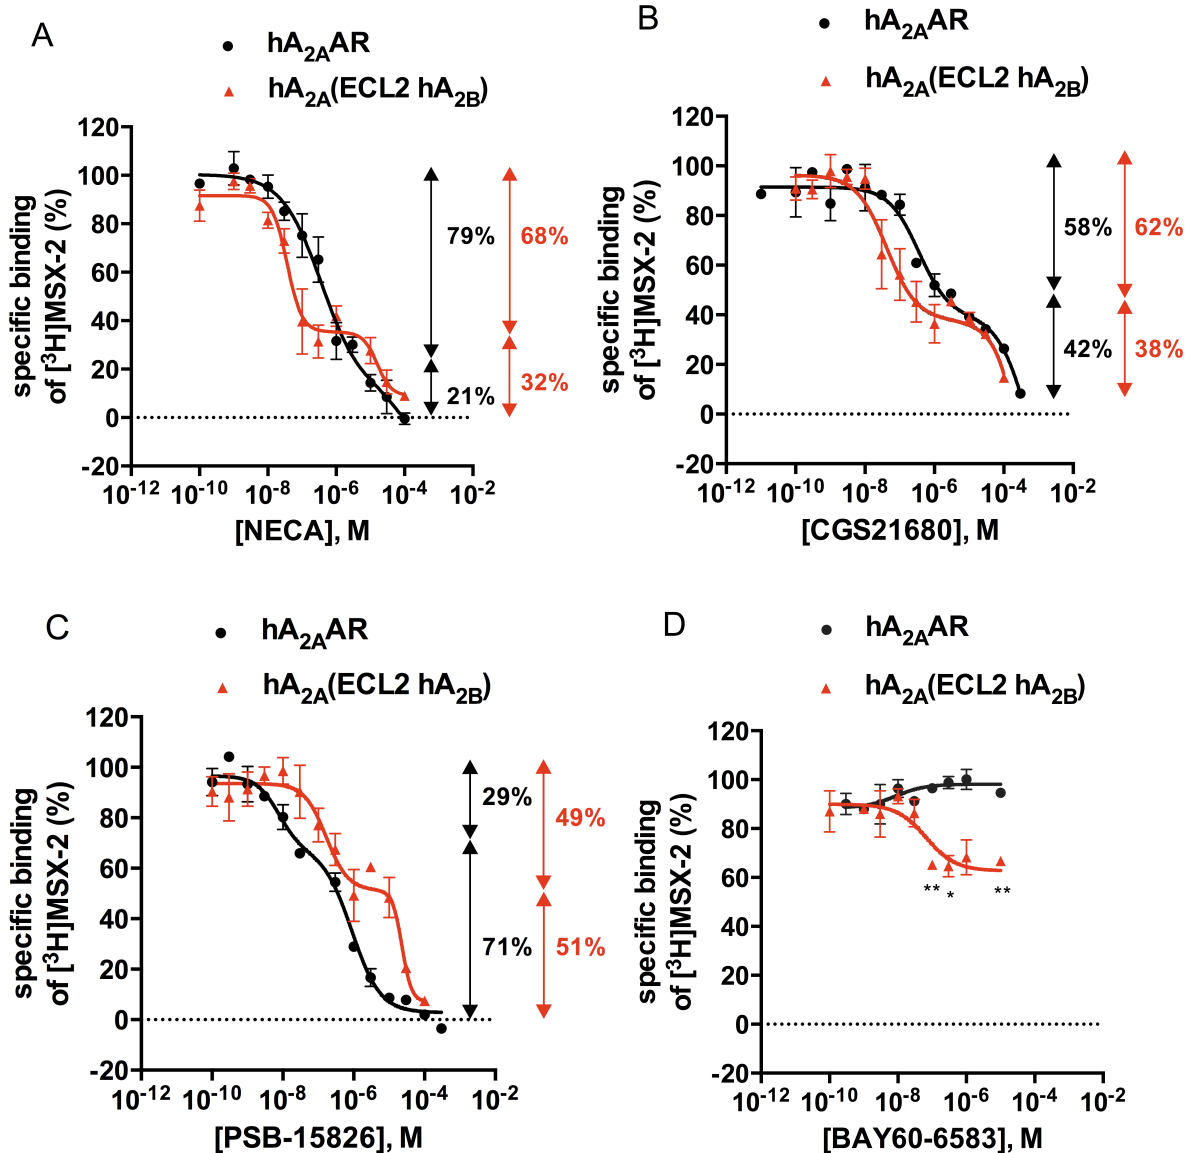 A
hA2AAR
hA2A(ECL2 hA2B)
120
100
80
60
40
20
0
-20
specific binding
of [³H]MSX-2 (%)
79%
68%
21%
32%
10⁻¹² 10⁻¹⁰ 10⁻⁸ 10⁻⁶ 10⁻⁴ 10⁻²
[NECA], M
B
hA2AAR
hA2A(ECL2 hA2B)
120
100
80
60
40
20
0
-20
specific binding
of [³H]MSX-2 (%)
58%
62%
42%
38%
10⁻¹² 10⁻¹⁰ 10⁻⁸ 10⁻⁶ 10⁻⁴ 10⁻²
[CGS21680], M
C
hA2AAR
hA2A(ECL2 hA2B)
120
100
80
60
40
20
0
-20
specific binding
of [³H]MSX-2 (%)
29%
49%
71%
51%
10⁻¹² 10⁻¹⁰ 10⁻⁸ 10⁻⁶ 10⁻⁴ 10⁻²
[PSB-15826], M
D
hA2AAR
hA2A(ECL2 hA2B)
120
100
80
60
40
20
0
-20
specific binding
of [³H]MSX-2 (%)
** * **
10⁻¹² 10⁻¹⁰ 10⁻⁸ 10⁻⁶ 10⁻⁴ 10⁻²
[BAY60-6583], M